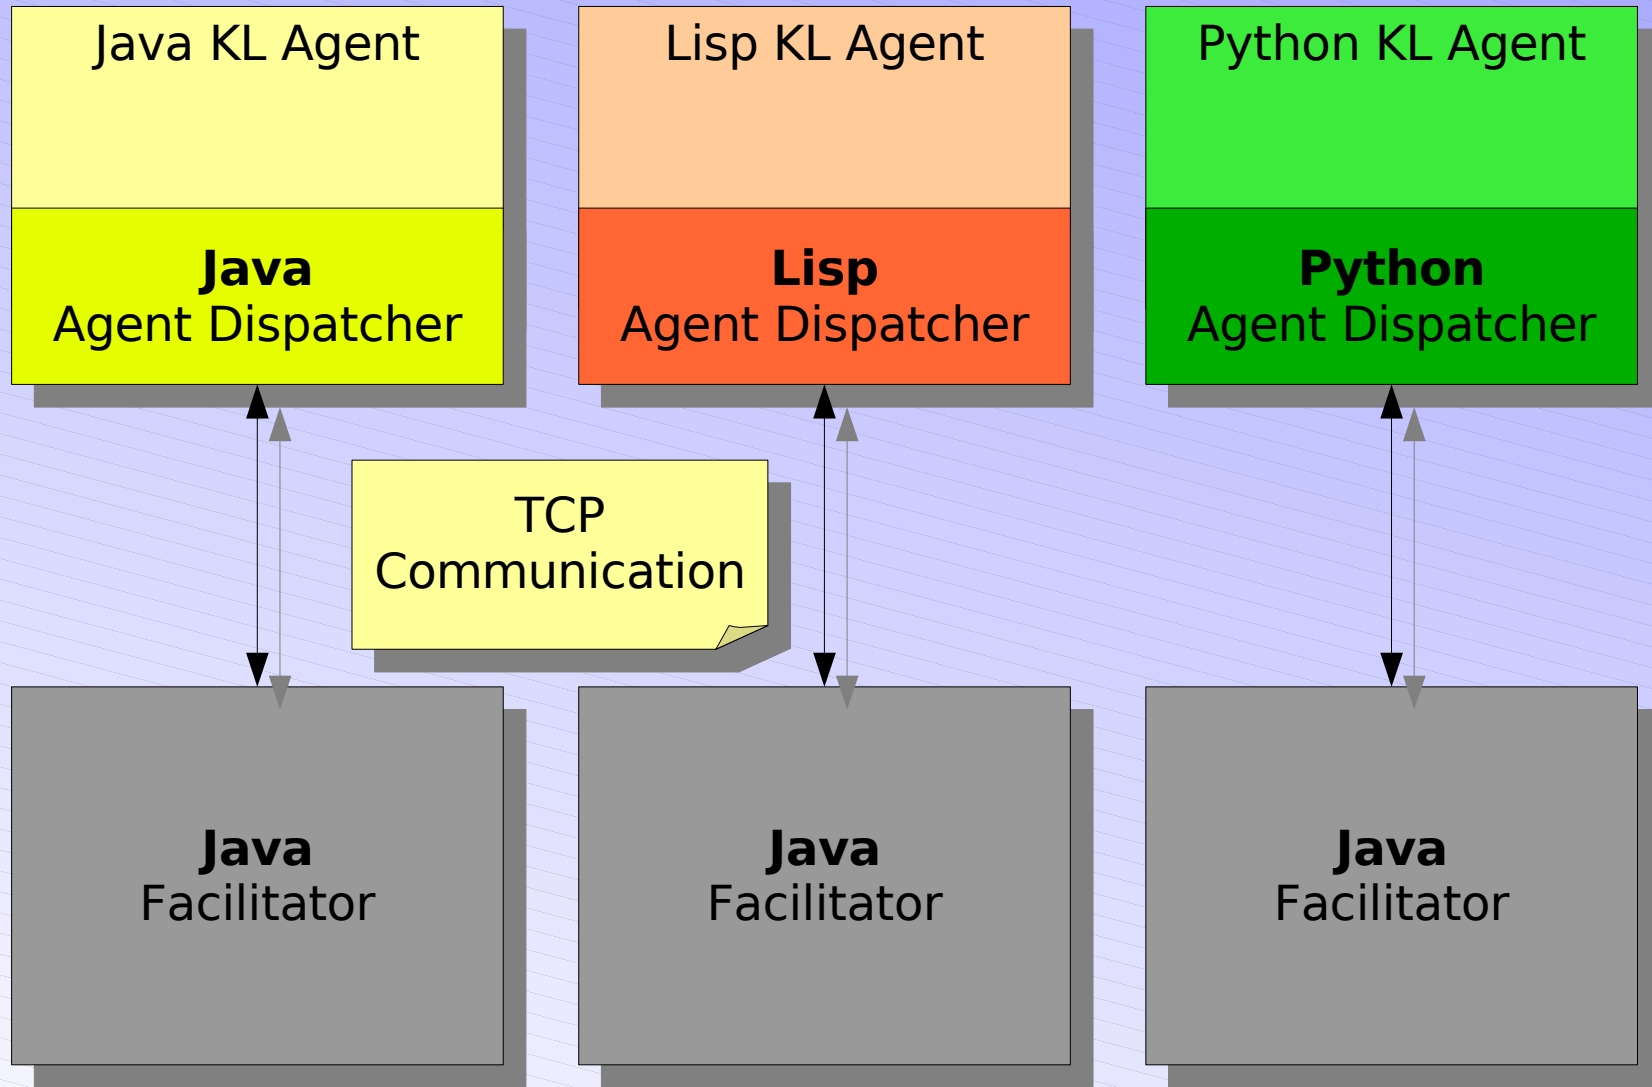 Java KL Agent
Java
Agent Dispatcher
Lisp KL Agent
Lisp
Agent Dispatcher
Python KL Agent
Python
Agent Dispatcher
TCP
Communication
Java
Facilitator
Java
Facilitator
Java
Facilitator